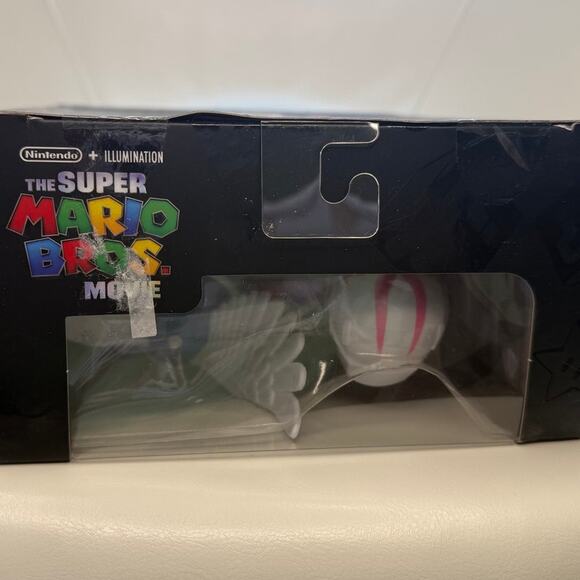 Nintendo + ILLUMINATION
THE SUPER
MARIO
BROS.
MOVIE